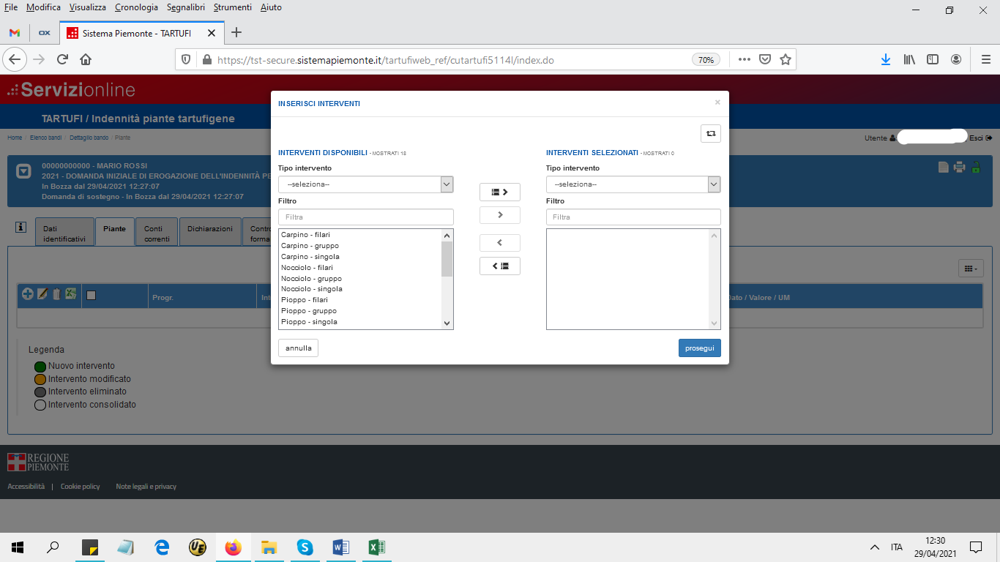 File Modifica Visualizza Cronologia Segnalibri Strumenti Aiuto
OX
Sistema Piemonte - TARTUFI
https://tst-secure.sistemapiemonte.it/tartufiweb_ref/cutartufi5114l/index.do
70%
Servizionline
TARTUFI / Indennità piante tartufigene
Home / Elenco bandi / Dettaglio bando / Piante
Utente
Esci
00000000000 - MARIO ROSSI
2021 - DOMANDA INIZIALE DI EROGAZIONE DELL'INDENNITÀ PE
In Bozza dal 29/04/2021 12:27:07
Domanda di sostegno - In Bozza dal 29/04/2021 12:27:07
Dati identificativi
Piante
Conti correnti
Dichiarazioni
Contro
forma
Progr.
Int
Dato / Valore / UM
Legenda
Nuovo intervento
Intervento modificato
Intervento eliminato
Intervento consolidato
INSERISCI INTERVENTI
×
INTERVENTI DISPONIBILI - MOSTRATI 18
Tipo intervento
--seleziona--
Filtro
Filtra
Carpino - filari
Carpino - gruppo
Carpino - singola
Nocciolo - filari
Nocciolo - gruppo
Nocciolo - singola
Pioppo - filari
Pioppo - gruppo
Pioppo - singola
INTERVENTI SELEZIONATI - MOSTRATI 0
Tipo intervento
--seleziona--
Filtro
Filtra
annulla
prosegui
REGIONE
PIEMONTE
Accessibilità | Cookie policy Note legali e privacy
UE
ITA
12:30
29/04/2021